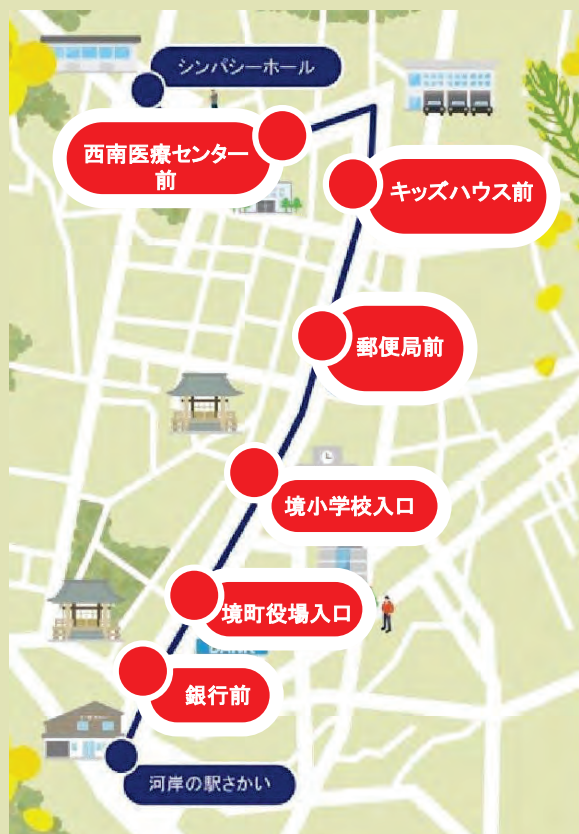 シンパシーホール
西南医療センター
前
キッズハウス前
郵便局前
境小学校入口
境町役場入口
BANK
銀行前
河岸の駅さかい